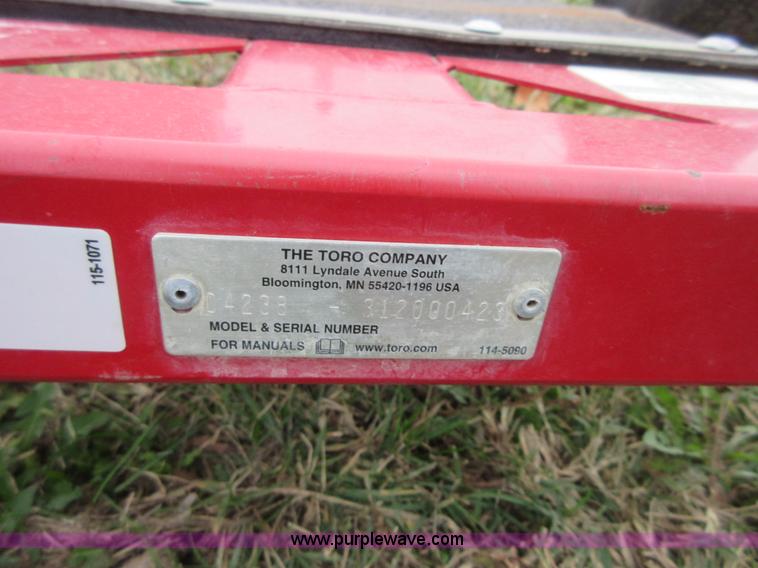 THE TORO COMPANY
8111 Lyndale Avenue South
Bloomington, MN 55420-1196 USA
- 312000423
MODEL & SERIAL NUMBER
FOR MANUALS www.toro.com 114-5090
115-1071
www.purplewave.com